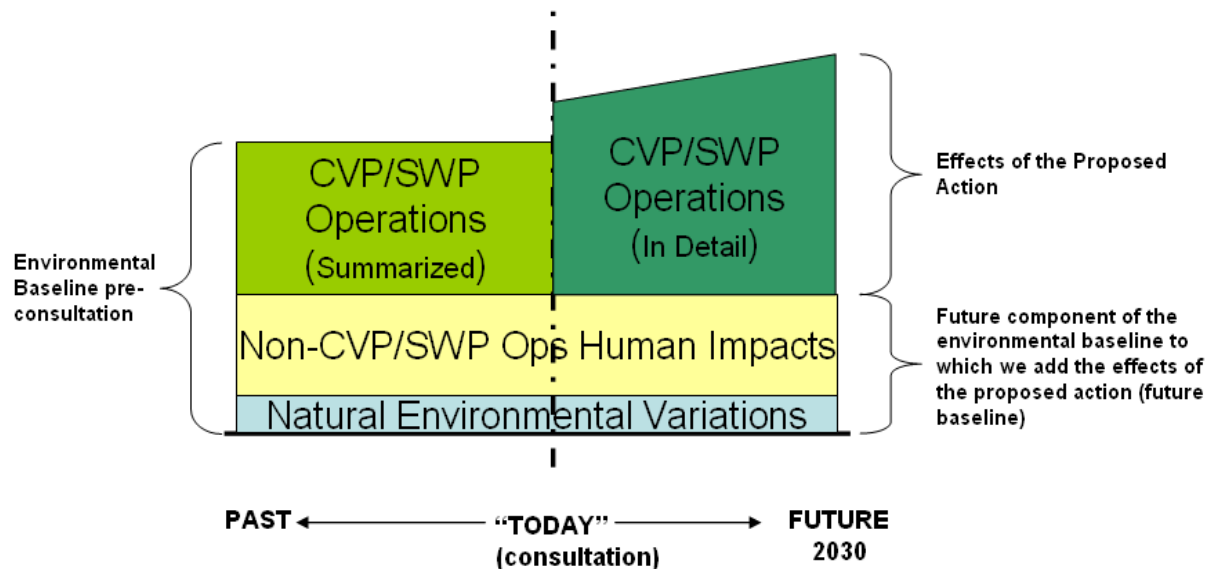 CVP/SWP
Operations
(Summarized)
CVP/SWP
Operations
(In Detail)
Effects of the Proposed
Action
Environmental
Baseline pre-
consultation
Non-CVP/SWP Ops Human Impacts
Future component of the
environmental baseline to
which we add the effects of
the proposed action (future
baseline)
Natural Environmental Variations
PAST
“TODAY”
(consultation)
FUTURE
2030